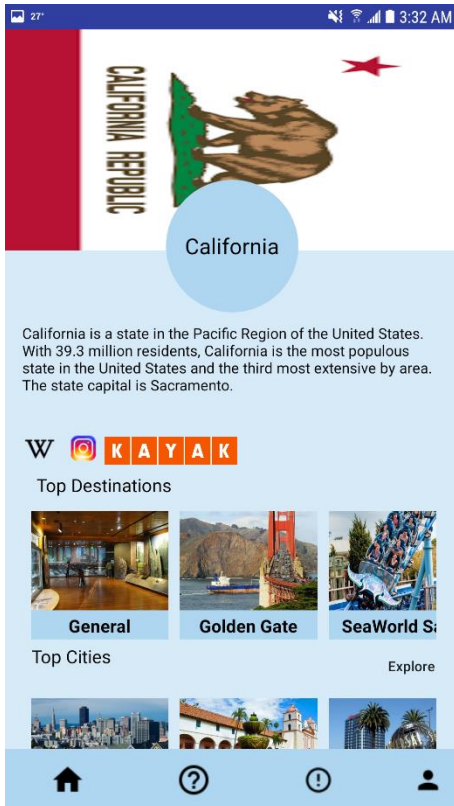 27°
3:32 AM
CALIFORNIA REPUBLIC
California
California is a state in the Pacific Region of the United States.
With 39.3 million residents, California is the most populous
state in the United States and the third most extensive by area.
The state capital is Sacramento.
W
KAYAK
Top Destinations
General
Golden Gate
SeaWorld Sa
Top Cities
Explore